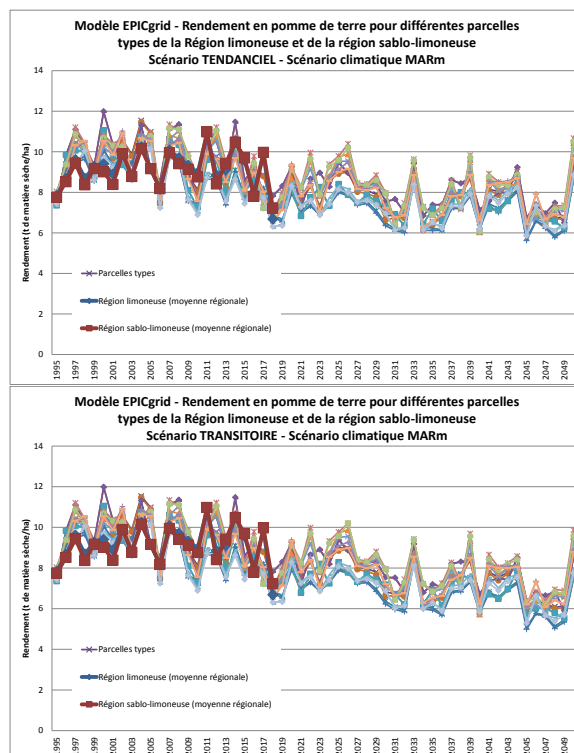 Modèle EPICgrid - Rendement en pomme de terre pour différentes parcelles
types de la Région limoneuse et de la région sablo-limoneuse
Scénario TENDANCIEL - Scénario climatique MARm
14
12
10
8
6
4
2
0
Rendement (t de matière sèche/ha)
Parcelles types
Région limoneuse (moyenne régionale)
Région sablo-limoneuse (moyenne régionale)
1995 1997 1999 2001 2003 2005 2007 2009 2011 2013 2015 2017 2019 2021 2023 2025 2027 2029 2031 2033 2035 2037 2039 2041 2043 2045 2047 2049
Modèle EPICgrid - Rendement en pomme de terre pour différentes parcelles
types de la Région limoneuse et de la région sablo-limoneuse
Scénario TRANSITOIRE - Scénario climatique MARm
14
12
10
8
6
4
2
0
Rendement (t de matière sèche/ha)
Parcelles types
Région limoneuse (moyenne régionale)
Région sablo-limoneuse (moyenne régionale)
1995 1997 1999 2001 2003 2005 2007 2009 2011 2013 2015 2017 2019 2021 2023 2025 2027 2029 2031 2033 2035 2037 2039 2041 2043 2045 2047 2049